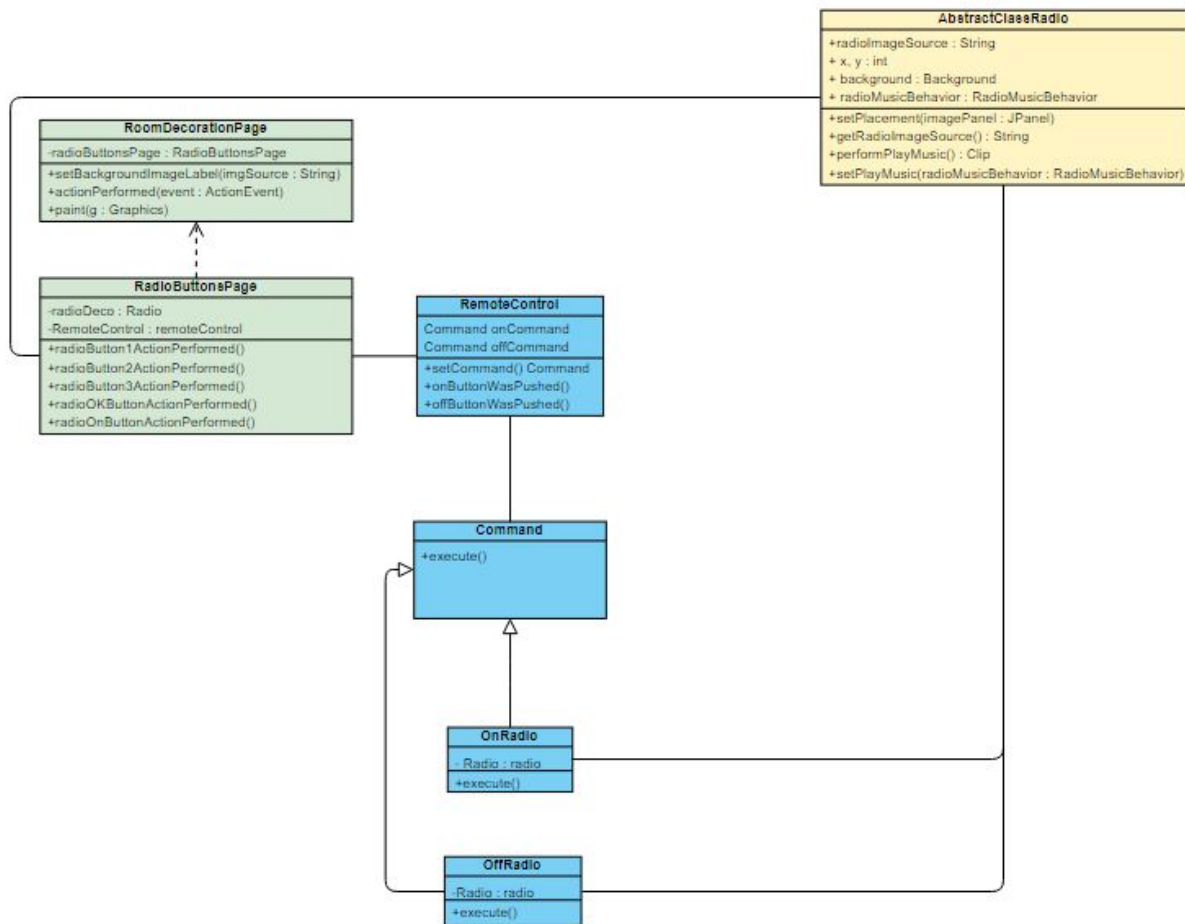 AbstractClassRadio
+radioImageSource : String
+ x, y : int
+ background : Background
+ radioMusicBehavior : RadioMusicBehavior
+setPlacement(imagePanel : JPanel)
+getRadioImageSource() : String
+performPlayMusic() : Clip
+setPlayMusic(radioMusicBehavior : RadioMusicBehavior)
RoomDecorationPage
-radioButtonsPage : RadioButtonsPage
+setBackgroundImageLabel(imgSource : String)
+actionPerformed(event : ActionEvent)
+paint(g : Graphics)
RadioButtonsPage
-radioDeco : Radio
-RemoteControl : remoteControl
+radioButton1ActionPerformed()
+radioButton2ActionPerformed()
+radioButton3ActionPerformed()
+radioOKButtonActionPerformed()
+radioOnButtonActionPerformed()
RemoteControl
Command onCommand
Command offCommand
+setCommand() Command
+onButtonWasPushed()
+offButtonWasPushed()
Command
+execute()
OnRadio
- Radio : radio
+execute()
OffRadio
-Radio : radio
+execute()